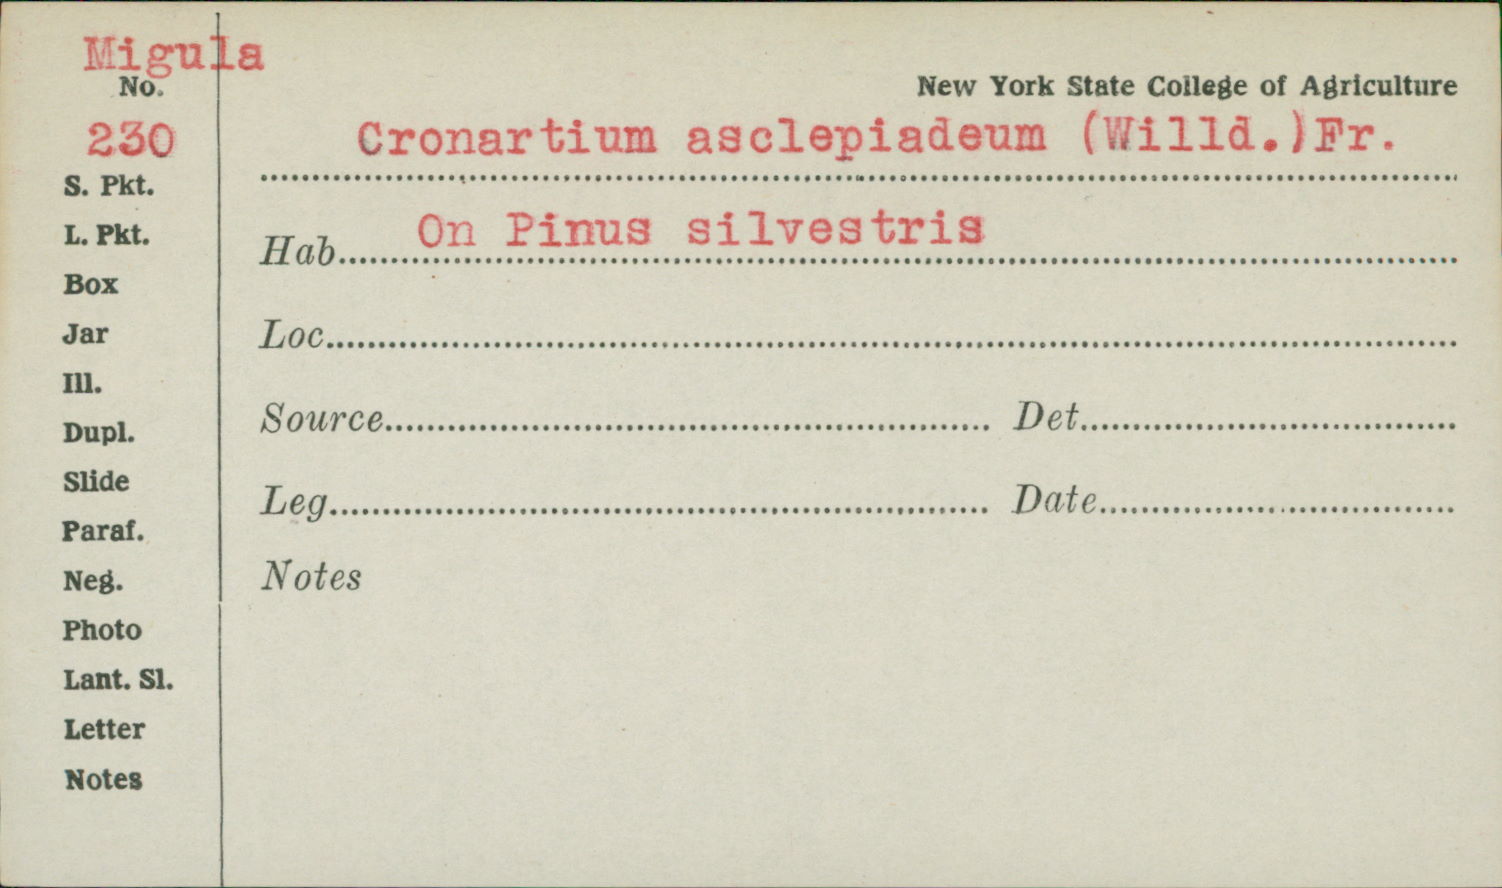 Migula
No.
New York State College of Agriculture
230
Cronartium asclepiadeum (Willd.)Fr.
S. Pkt.
L. Pkt.
Hab. On Pinus silvestris
Box
Jar
Loc.
Ill.
Dupl.
Source
Det.
Slide
Leg.
Date
Paraf.
Neg.
Notes
Photo
Lant. Sl.
Letter
Notes